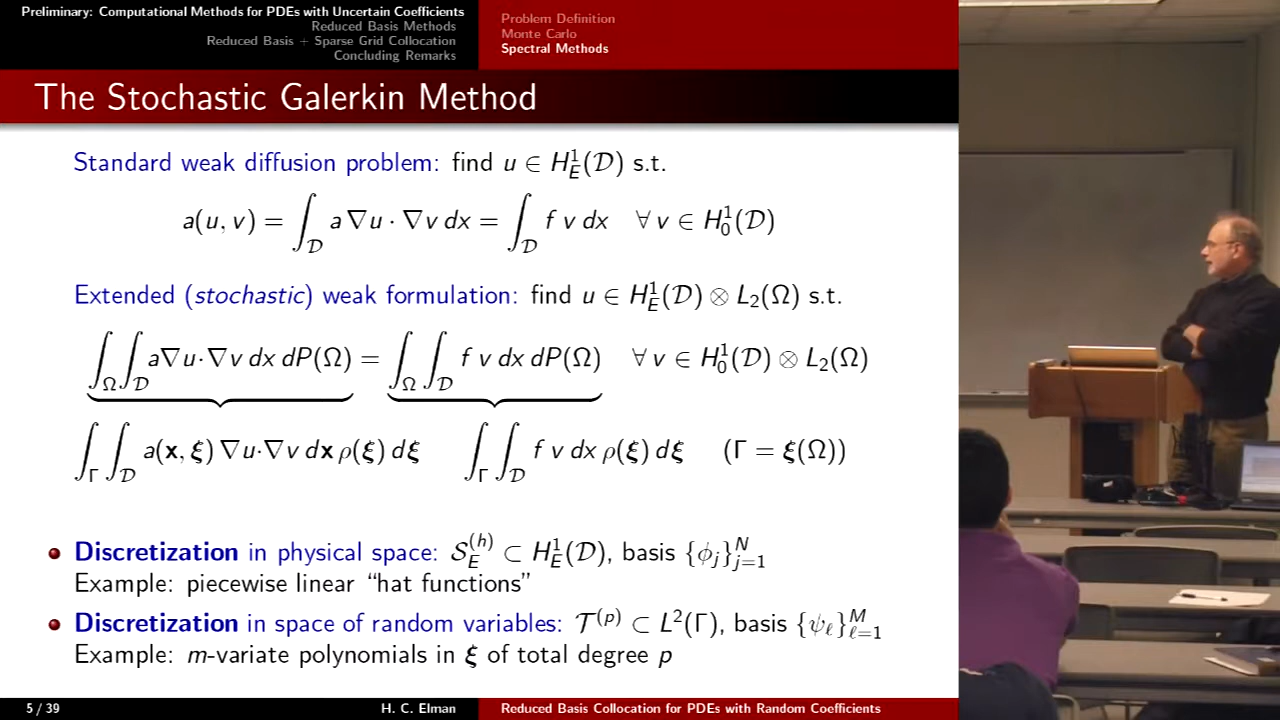 Preliminary: Computational Methods for PDEs with Uncertain Coefficients
Reduced Basis Methods
Reduced Basis + Sparse Grid Collocation
Concluding Remarks
Problem Definition
Monte Carlo
Spectral Methods
The Stochastic Galerkin Method
Standard weak diffusion problem: find u ∈ H¹_E(𝒟) s.t.
a(u, v) = ∫_𝒟 a ∇u · ∇v dx = ∫_𝒟 f v dx ∀ v ∈ H¹_0(𝒟)
Extended (stochastic) weak formulation: find u ∈ H¹_E(𝒟) ⊗ L₂(Ω) s.t.
∫_Ω ∫_𝒟 a∇u·∇v dx dP(Ω) = ∫_Ω ∫_𝒟 f v dx dP(Ω) ∀ v ∈ H¹_0(𝒟) ⊗ L₂(Ω)
∫_Γ ∫_𝒟 a(x, ξ) ∇u·∇v dx ρ(ξ) dξ ∫_Γ ∫_𝒟 f v dx ρ(ξ) dξ (Γ = ξ(Ω))
• Discretization in physical space: 𝒮_E^(h) ⊂ H¹_E(𝒟), basis {ϕ_j}_{j=1}^N
Example: piecewise linear “hat functions”
• Discretization in space of random variables: 𝒯^(p) ⊂ L²(Γ), basis {ψ_ℓ}_{ℓ=1}^M
Example: m-variate polynomials in ξ of total degree p
5 / 39
H. C. Elman
Reduced Basis Collocation for PDEs with Random Coefficients